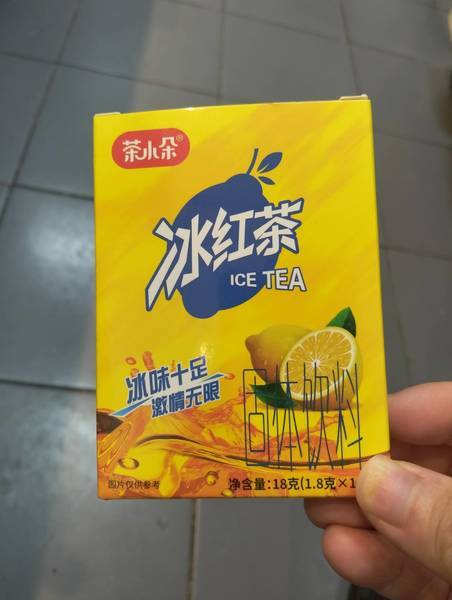 茶小朵®
冰红茶
ICE TEA
冰味十足
激情无限
固体饮料
图片仅供参考
净含量:18克(1.8克×1